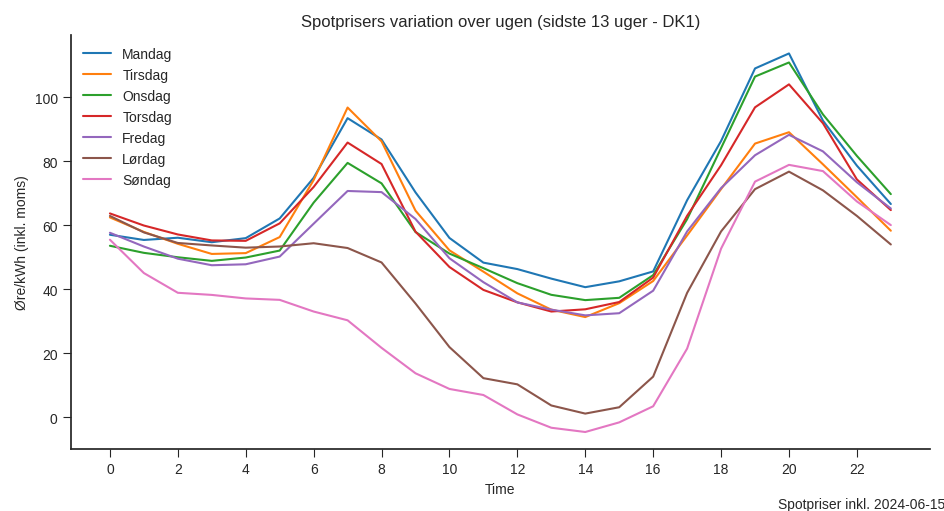 Spotprisers variation over ugen (sidste 13 uger - DK1)
Mandag
Tirsdag
Onsdag
Torsdag
Fredag
Lørdag
Søndag
Øre/kWh (inkl. moms)
100
80
60
40
20
0
0 2 4 6 8 10 12 14 16 18 20 22
Time
Spotpriser inkl. 2024-06-15